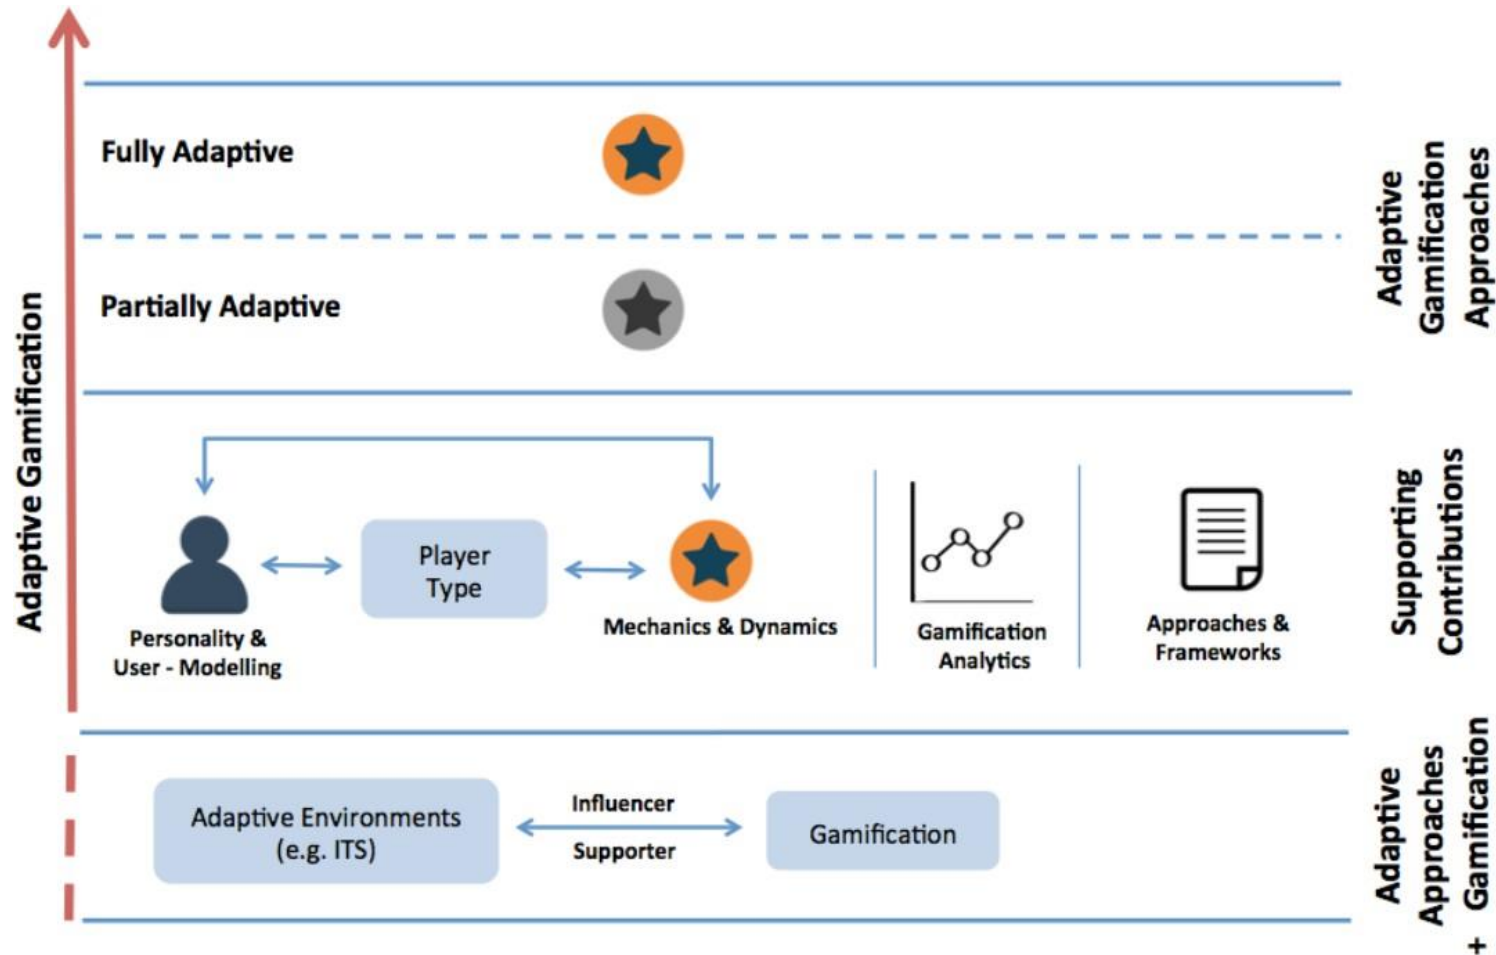 Adaptive Gamification
Fully Adaptive
Partially Adaptive
Adaptive
Gamification
Approaches
Player
Type
Personality &
User - Modelling
Mechanics & Dynamics
Gamification
Analytics
Approaches &
Frameworks
Supporting
Contributions
Adaptive Environments
(e.g. ITS)
Influencer
Supporter
Gamification
Adaptive
Approaches
+ Gamification